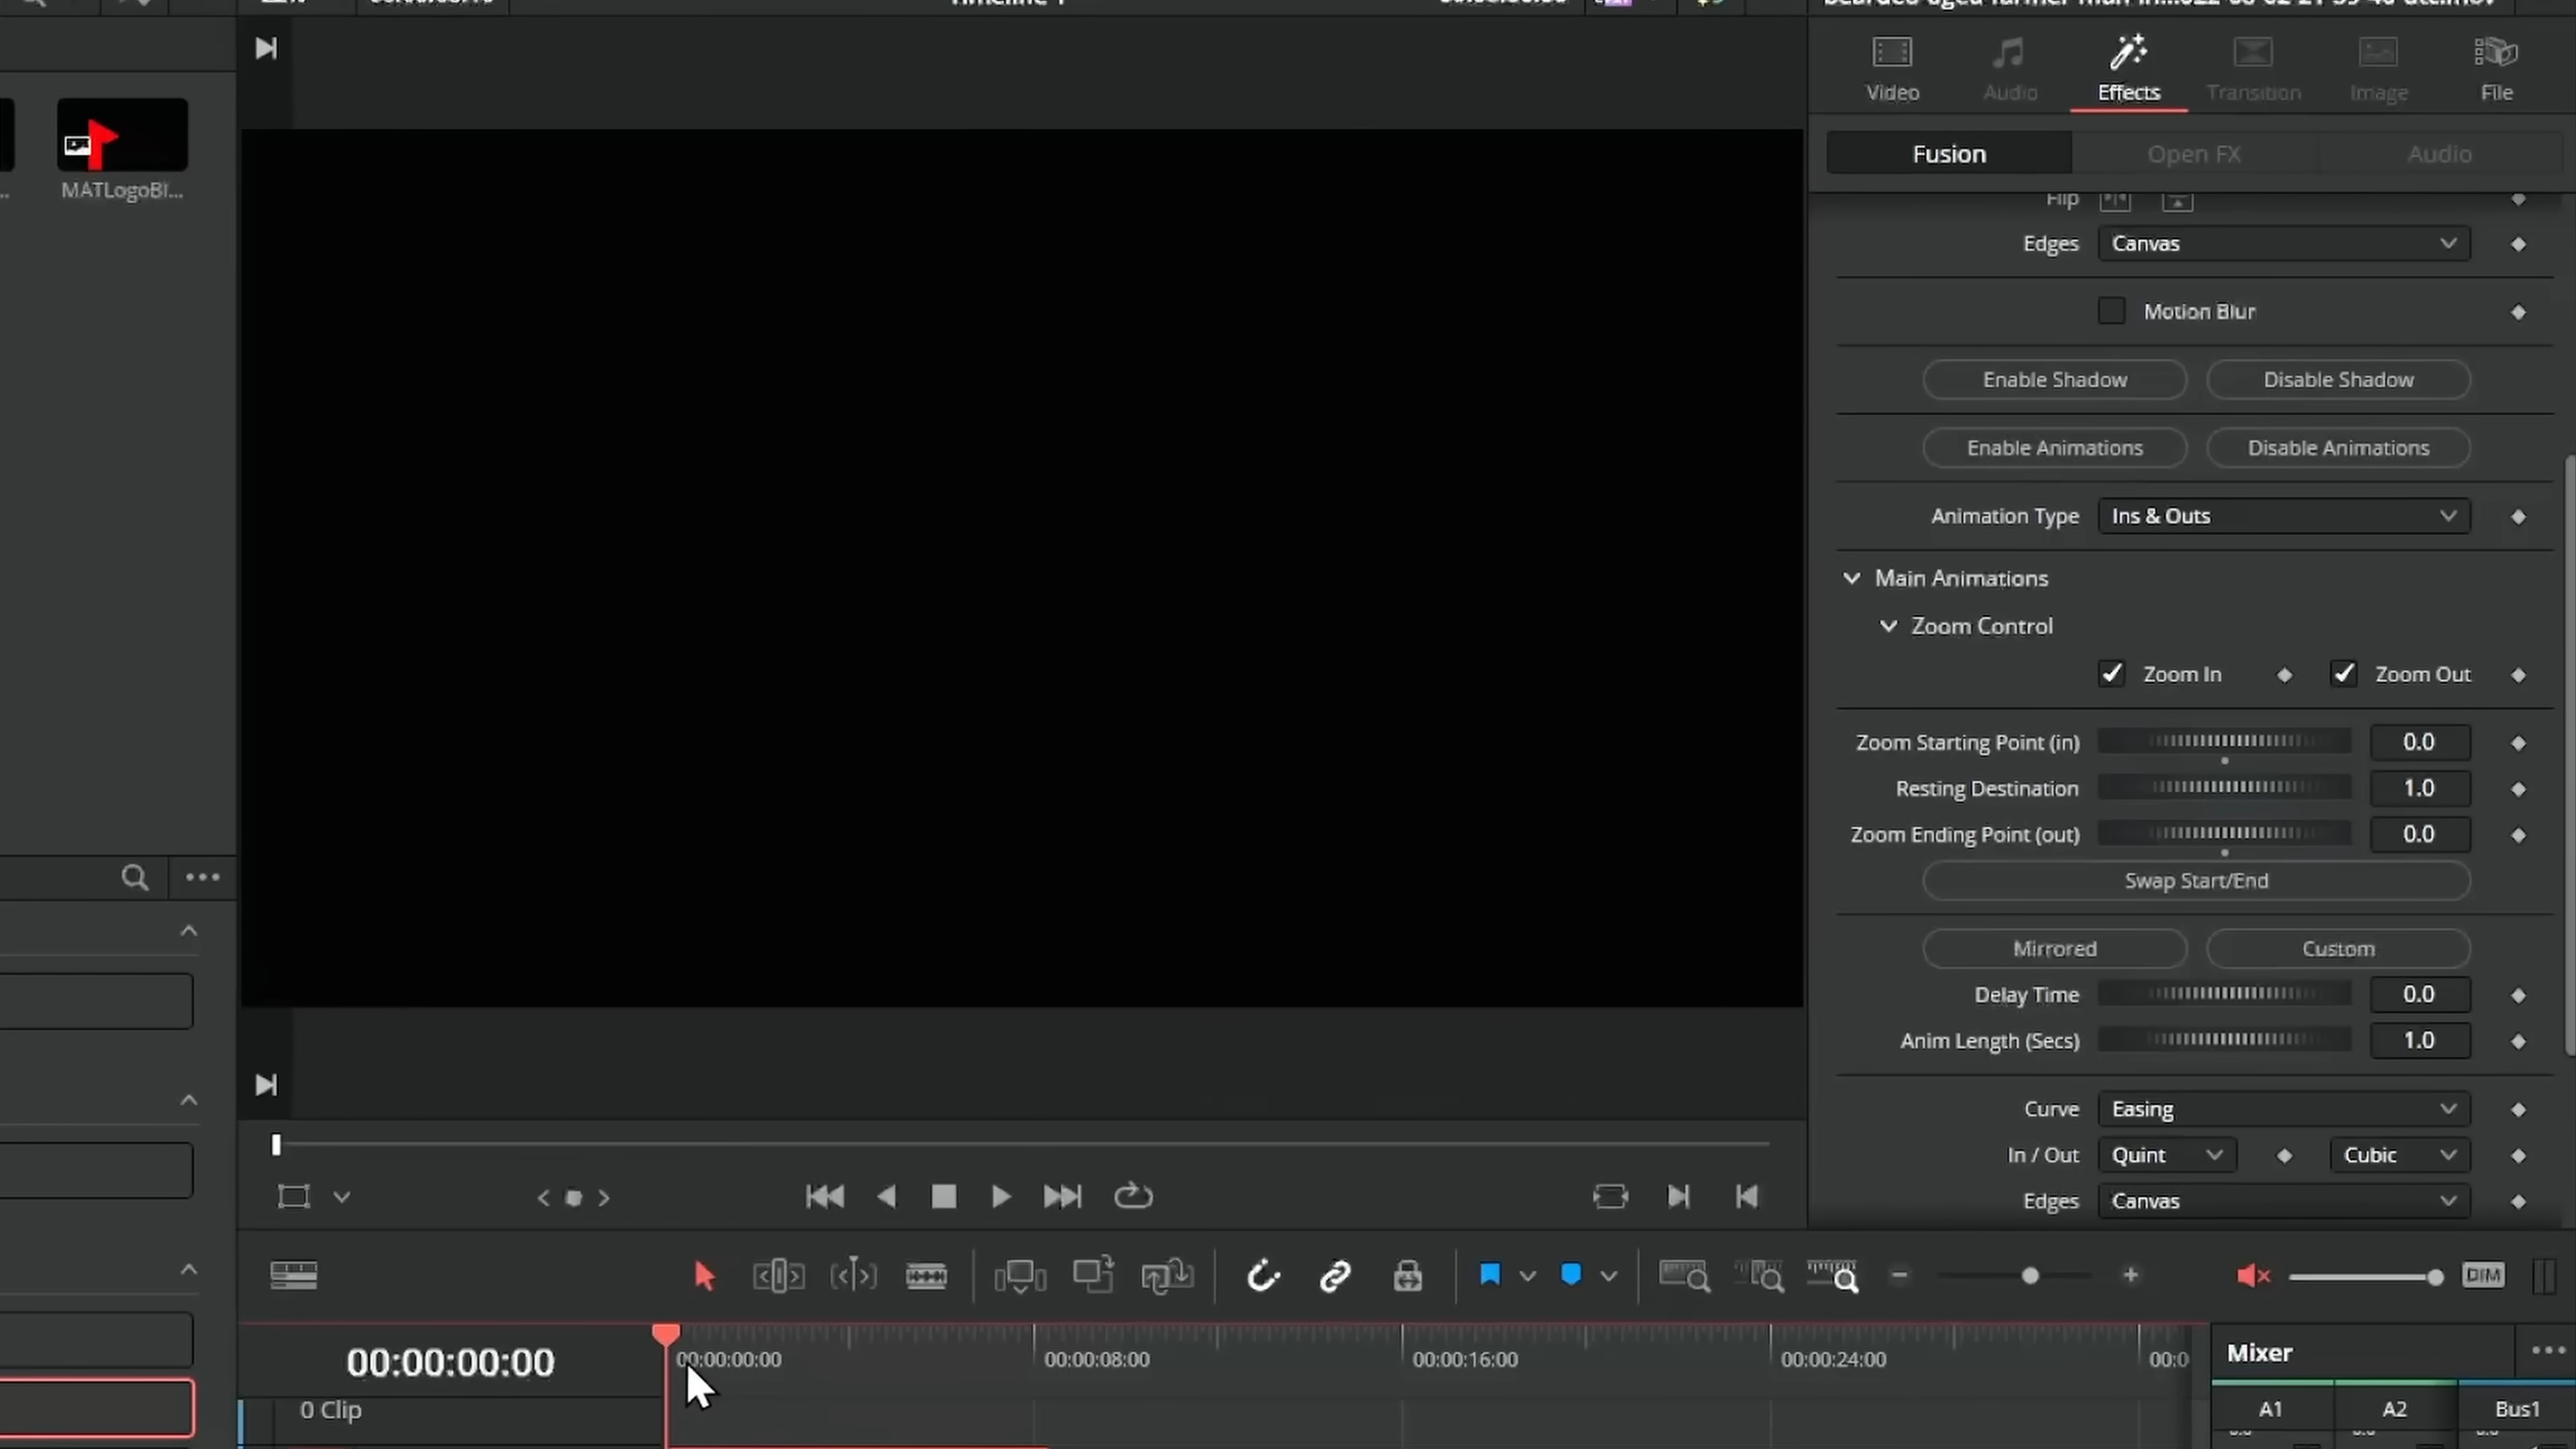 Video
Audio
Effects
Transition
Image
File
Fusion
Open FX
Audio
MATLogoBl...
Flip
Edges
Canvas
Motion Blur
Enable Shadow
Disable Shadow
Enable Animations
Disable Animations
Animation Type
Ins & Outs
Main Animations
Zoom Control
Zoom In
Zoom Out
Zoom Starting Point (in)
0.0
Resting Destination
1.0
Zoom Ending Point (out)
0.0
Swap Start/End
Mirrored
Custom
Delay Time
0.0
Anim Length (Secs)
1.0
Curve
Easing
In / Out
Quint
Cubic
Edges
Canvas
DIM
00:00:00:00
00:00:00:00
00:00:08:00
00:00:16:00
00:00:24:00
00:0
Mixer
0 Clip
A1
A2
Bus1